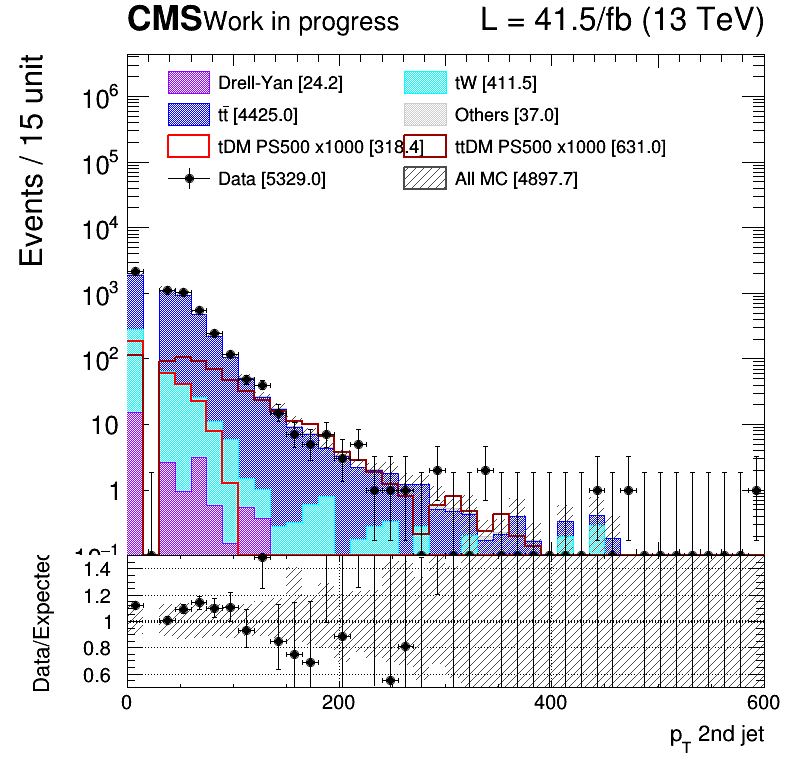 CMS Work in progress L = 41.5/fb (13 TeV)
Events / 15 unit
Drell-Yan [24.2] tW [411.5]
tt̄ [4425.0] Others [37.0]
tDM PS500 x1000 [318.4] ttDM PS500 x1000 [631.0]
Data [5329.0] All MC [4897.7]
10⁶
10⁵
10⁴
10³
10²
10
1
10⁻¹
Data/Expected
1.4
1.2
1
0.8
0.6
0 200 400 600
p_T 2nd jet